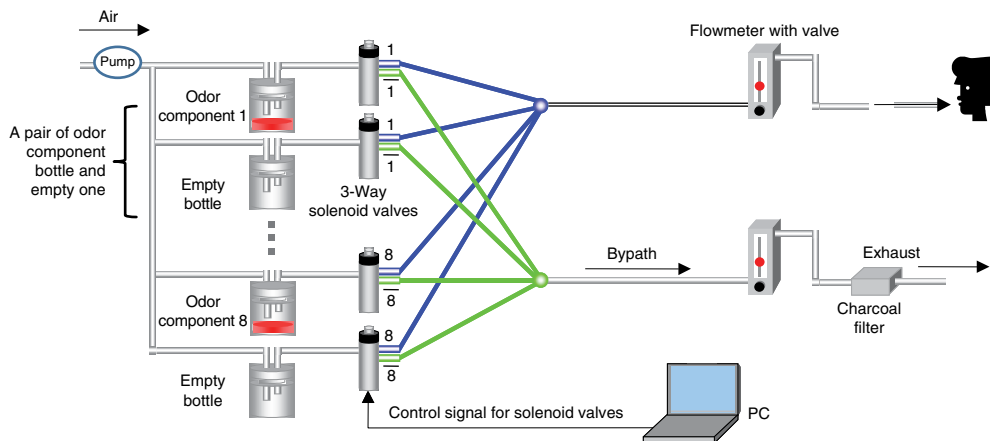 Air
Pump
Flowmeter with valve
1
1
Odor
component 1
A pair of odor
component
bottle and
empty one
1
1
Empty
bottle
3-Way
solenoid valves
8
8
Bypath
Exhaust
Odor
component 8
Charcoal
filter
8
8
Empty
bottle
Control signal for solenoid valves
PC